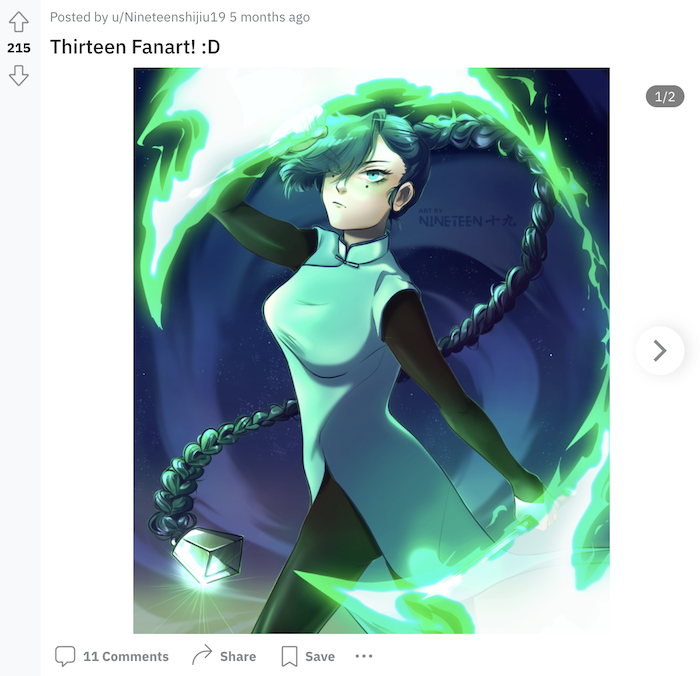 Posted by u/Nineteenshijiu19 5 months ago
215
Thirteen Fanart! :D
1/2
ART BY
NINETEEN 十九
11 Comments
Share
Save